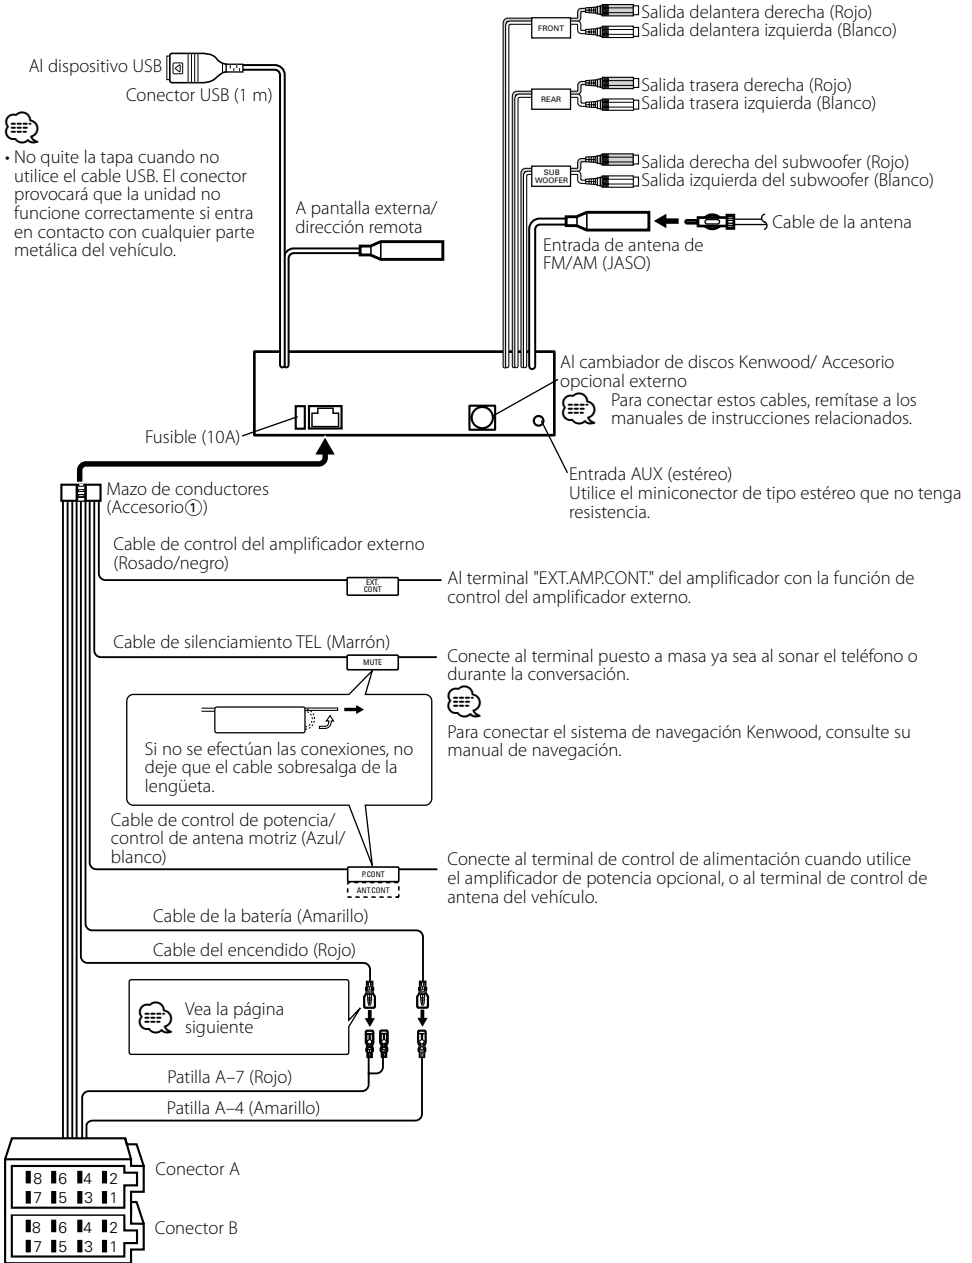 FRONT
Salida delantera derecha (Rojo)
Salida delantera izquierda (Blanco)
Al dispositivo USB
Conector USB (1 m)
REAR
Salida trasera derecha (Rojo)
Salida trasera izquierda (Blanco)
• No quite la tapa cuando no
utilice el cable USB. El conector
provocará que la unidad no
funcione correctamente si entra
en contacto con cualquier parte
metálica del vehículo.
SUB
WOOFER
Salida derecha del subwoofer (Rojo)
Salida izquierda del subwoofer (Blanco)
A pantalla externa/
dirección remota
Cable de la antena
Entrada de antena de
FM/AM (JASO)
Al cambiador de discos Kenwood/ Accesorio
opcional externo
Para conectar estos cables, remítase a los
manuales de instrucciones relacionados.
Fusible (10A)
Entrada AUX (estéreo)
Utilice el miniconector de tipo estéreo que no tenga
resistencia.
Mazo de conductores
(Accesorio①)
Cable de control del amplificador externo
(Rosado/negro)
EXT.
CONT
Al terminal "EXT.AMP.CONT." del amplificador con la función de
control del amplificador externo.
Cable de silenciamiento TEL (Marrón)
MUTE
Conecte al terminal puesto a masa ya sea al sonar el teléfono o
durante la conversación.
Para conectar el sistema de navegación Kenwood, consulte su
manual de navegación.
Si no se efectúan las conexiones, no
deje que el cable sobresalga de la
lengüeta.
Cable de control de potencia/
control de antena motriz (Azul/
blanco)
P.CONT
ANT.CONT
Conecte al terminal de control de alimentación cuando utilice
el amplificador de potencia opcional, o al terminal de control de
antena del vehículo.
Cable de la batería (Amarillo)
Cable del encendido (Rojo)
Vea la página
siguiente
Patilla A–7 (Rojo)
Patilla A–4 (Amarillo)
Conector A
8 6 4 2
7 5 3 1
Conector B
8 6 4 2
7 5 3 1